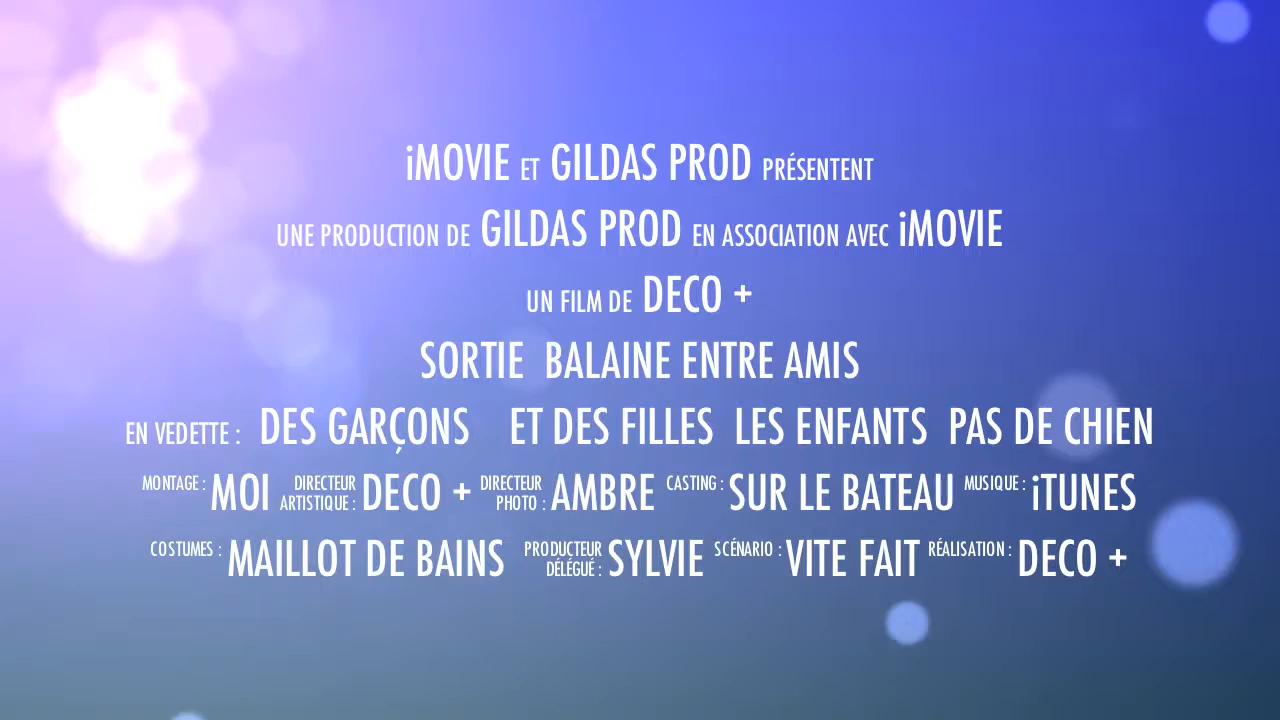 iMOVIE ET GILDAS PROD PRÉSENTENT
UNE PRODUCTION DE GILDAS PROD EN ASSOCIATION AVEC iMOVIE
UN FILM DE DECO +
SORTIE BALAINE ENTRE AMIS
EN VEDETTE : DES GARÇONS ET DES FILLES LES ENFANTS PAS DE CHIEN
MONTAGE : MOI DIRECTEUR ARTISTIQUE : DECO + DIRECTEUR PHOTO : AMBRE CASTING : SUR LE BATEAU MUSIQUE : iTUNES
COSTUMES : MAILLOT DE BAINS PRODUCTEUR DÉLÉGUÉ : SYLVIE SCÉNARIO : VITE FAIT RÉALISATION : DECO +